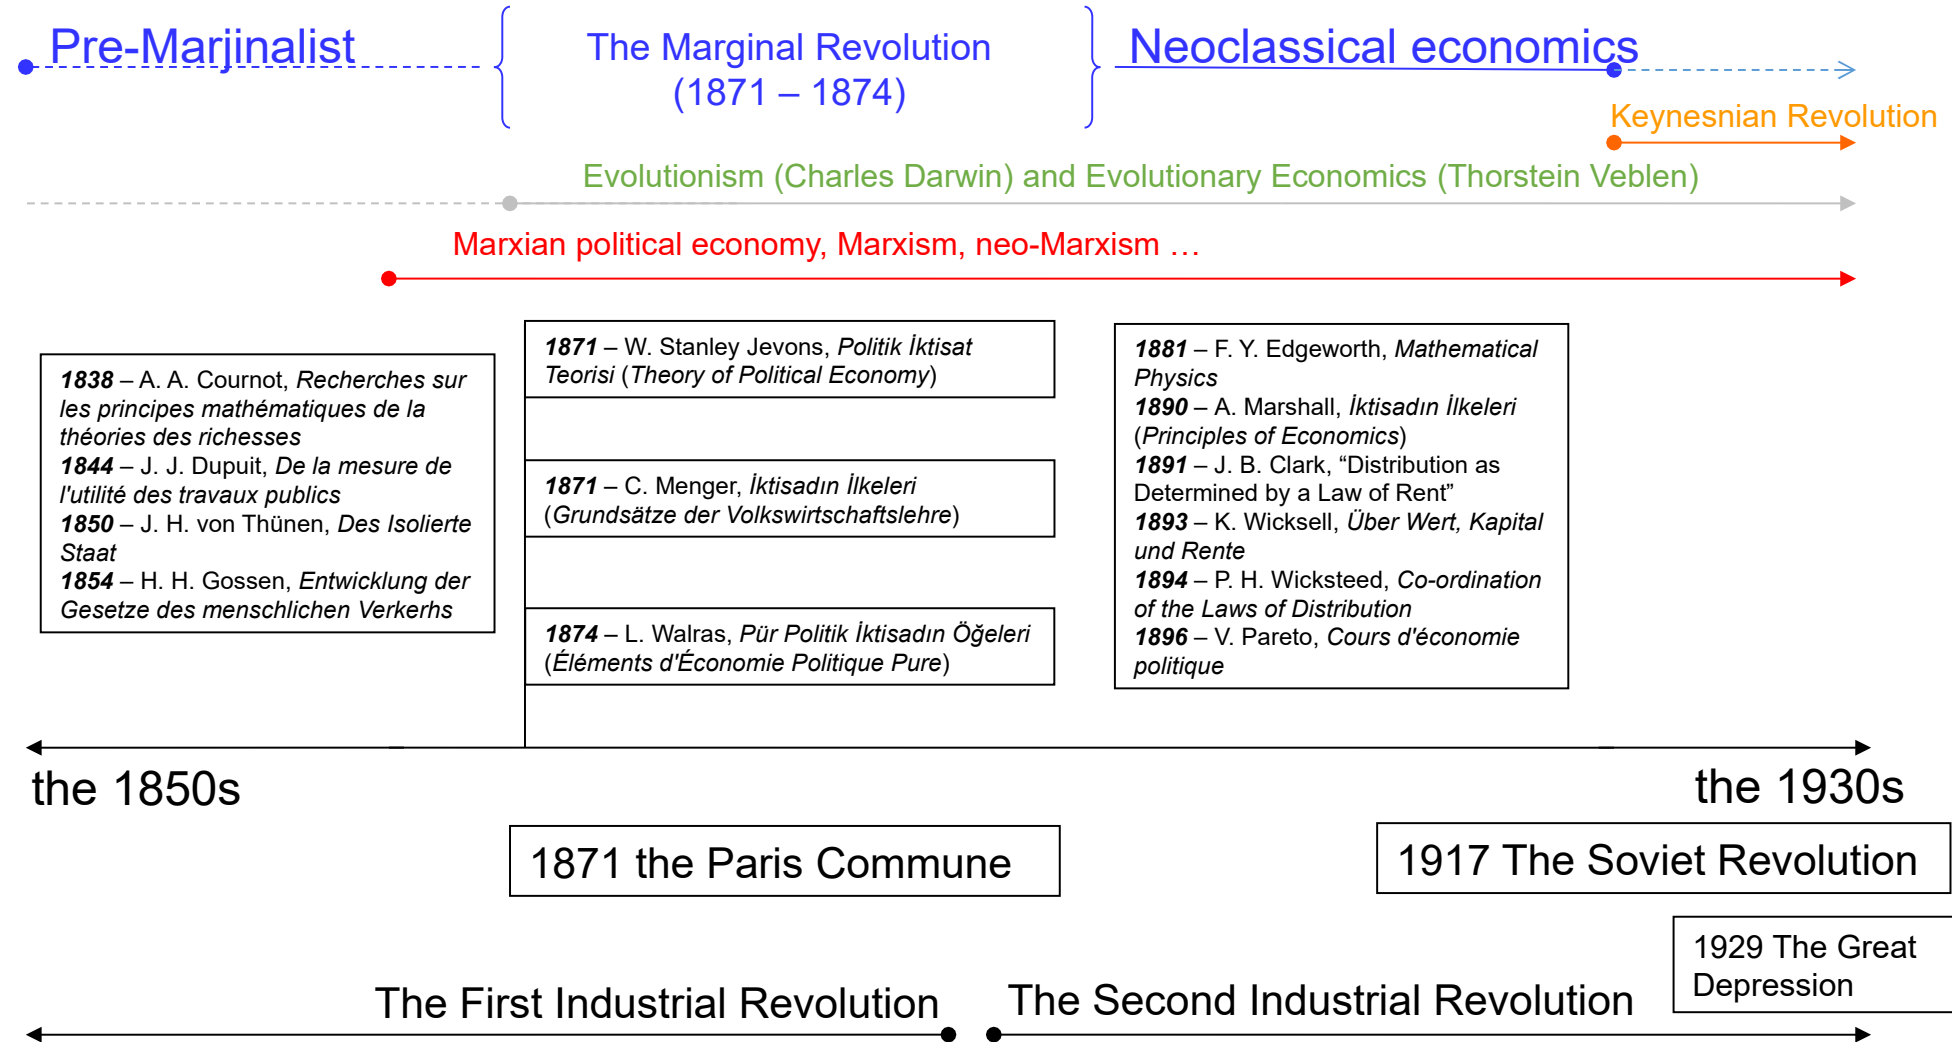 Pre-Marjinalist
The Marginal Revolution
(1871 – 1874)
Neoclassical economics
Keynesnian Revolution
Evolutionism (Charles Darwin) and Evolutionary Economics (Thorstein Veblen)
Marxian political economy, Marxism, neo-Marxism …
1838 – A. A. Cournot, Recherches sur
les principes mathématiques de la
théories des richesses
1844 – J. J. Dupuit, De la mesure de
l'utilité des travaux publics
1850 – J. H. von Thünen, Des Isolierte
Staat
1854 – H. H. Gossen, Entwicklung der
Gesetze des menschlichen Verkerhs
1871 – W. Stanley Jevons, Politik İktisat
Teorisi (Theory of Political Economy)
1871 – C. Menger, İktisadın İlkeleri
(Grundsätze der Volkswirtschaftslehre)
1874 – L. Walras, Pür Politik İktisadın Öğeleri
(Éléments d'Économie Politique Pure)
1881 – F. Y. Edgeworth, Mathematical
Physics
1890 – A. Marshall, İktisadın İlkeleri
(Principles of Economics)
1891 – J. B. Clark, “Distribution as
Determined by a Law of Rent”
1893 – K. Wicksell, Über Wert, Kapital
und Rente
1894 – P. H. Wicksteed, Co-ordination
of the Laws of Distribution
1896 – V. Pareto, Cours d'économie
politique
the 1850s
the 1930s
1871 the Paris Commune
1917 The Soviet Revolution
1929 The Great
Depression
The First Industrial Revolution
The Second Industrial Revolution